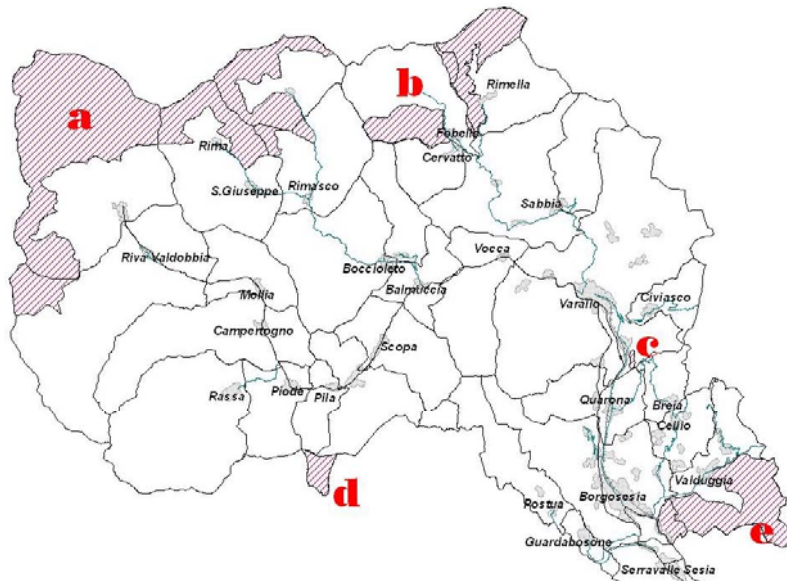 a
b
Rimella
Fobello
Rima
Cervatto
S.Giuseppe
Rimasco
Sabbia
Riva Valdobbia
Vocca
Boccioleto
Balmuccia
Mollia
Varallo
Civiasco
Campertogno
Scopa
c
Rassa
Piode
Pila
Quarona
Breia
Cellio
d
Valduggia
Borgosesia
Postua
e
Guardabosone
Serravalle Sesia